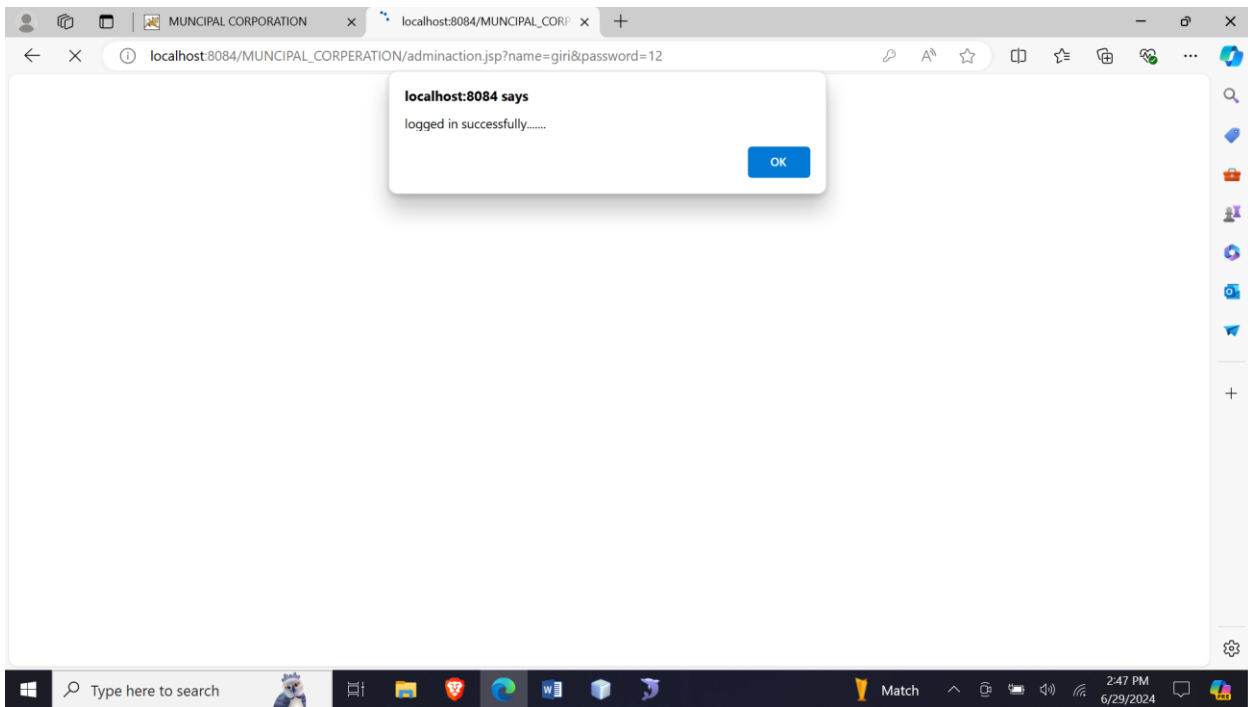 MUNCIPAL CORPORATION
localhost:8084/MUNCIPAL_CORP
localhost:8084/MUNCIPAL_CORPERATION/adminaction.jsp?name=giri&password=12
localhost:8084 says
logged in successfully.......
OK
Type here to search
Match
2:47 PM
6/29/2024